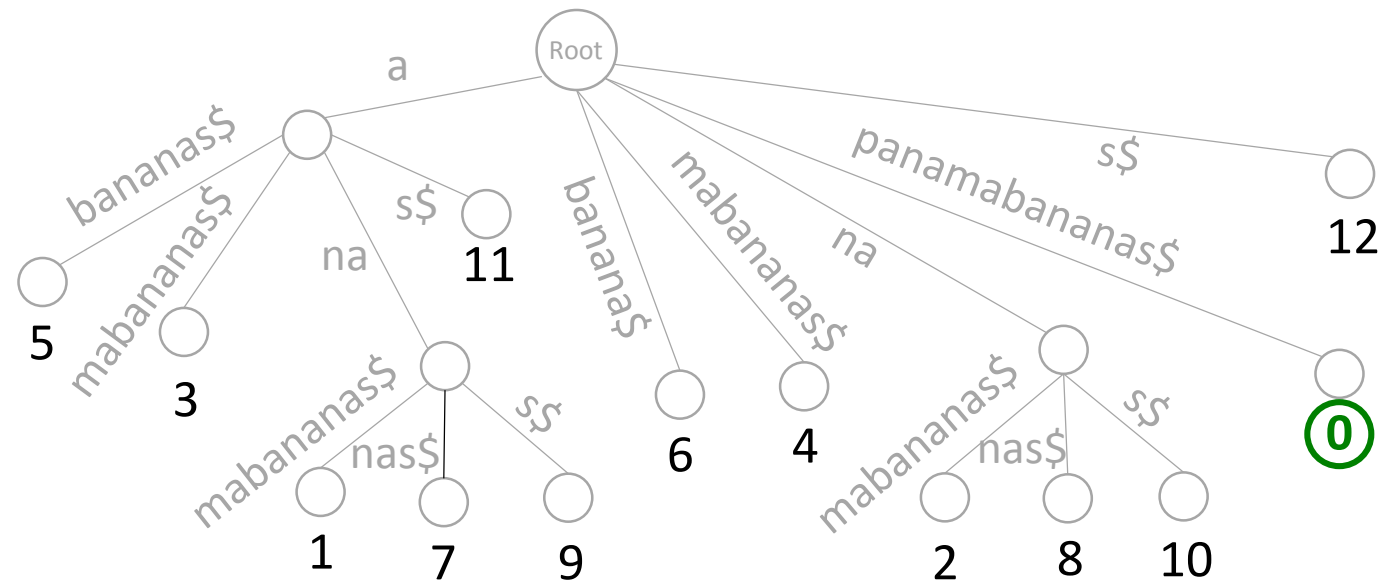 Root
a
bananas$
mabananas$
na
s$
banana$
mabananas$
na
panamabananas$
s$
12
11
5
3
mabananas$
nas$
s$
6
4
mabananas$
nas$
s$
0
1
7
9
2
8
10